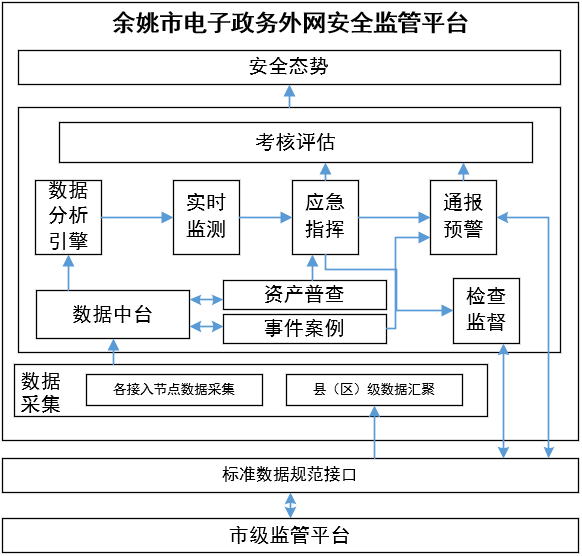 余姚市电子政务外网安全监管平台
安全态势
考核评估
数据
分析
引擎
实时
监测
应急
指挥
通报
预警
资产普查
数据中台
事件案例
检查
监督
数据
采集
各接入节点数据采集
县（区）级数据汇聚
标准数据规范接口
市级监管平台